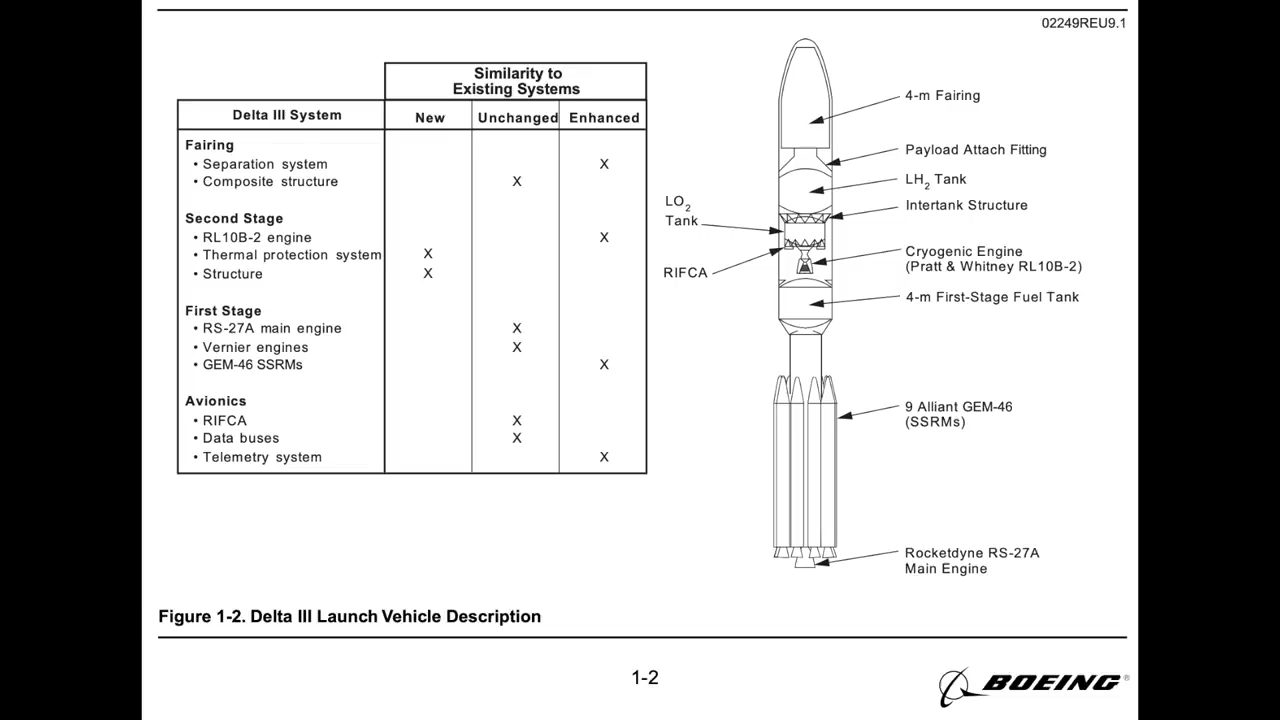 02249REU9.1
Similarity to
Existing Systems
Delta III System New Unchanged Enhanced
Fairing
• Separation system X
• Composite structure X
Second Stage
• RL10B-2 engine X
• Thermal protection system X
• Structure X
First Stage
• RS-27A main engine X
• Vernier engines X
• GEM-46 SSRMs X
Avionics
• RIFCA X
• Data buses X
• Telemetry system X
4-m Fairing
Payload Attach Fitting
LH2 Tank
LO2
Tank
Intertank Structure
RIFCA
Cryogenic Engine
(Pratt & Whitney RL10B-2)
4-m First-Stage Fuel Tank
9 Alliant GEM-46
(SSRMs)
Rocketdyne RS-27A
Main Engine
Figure 1-2. Delta III Launch Vehicle Description
1-2
BOEING®